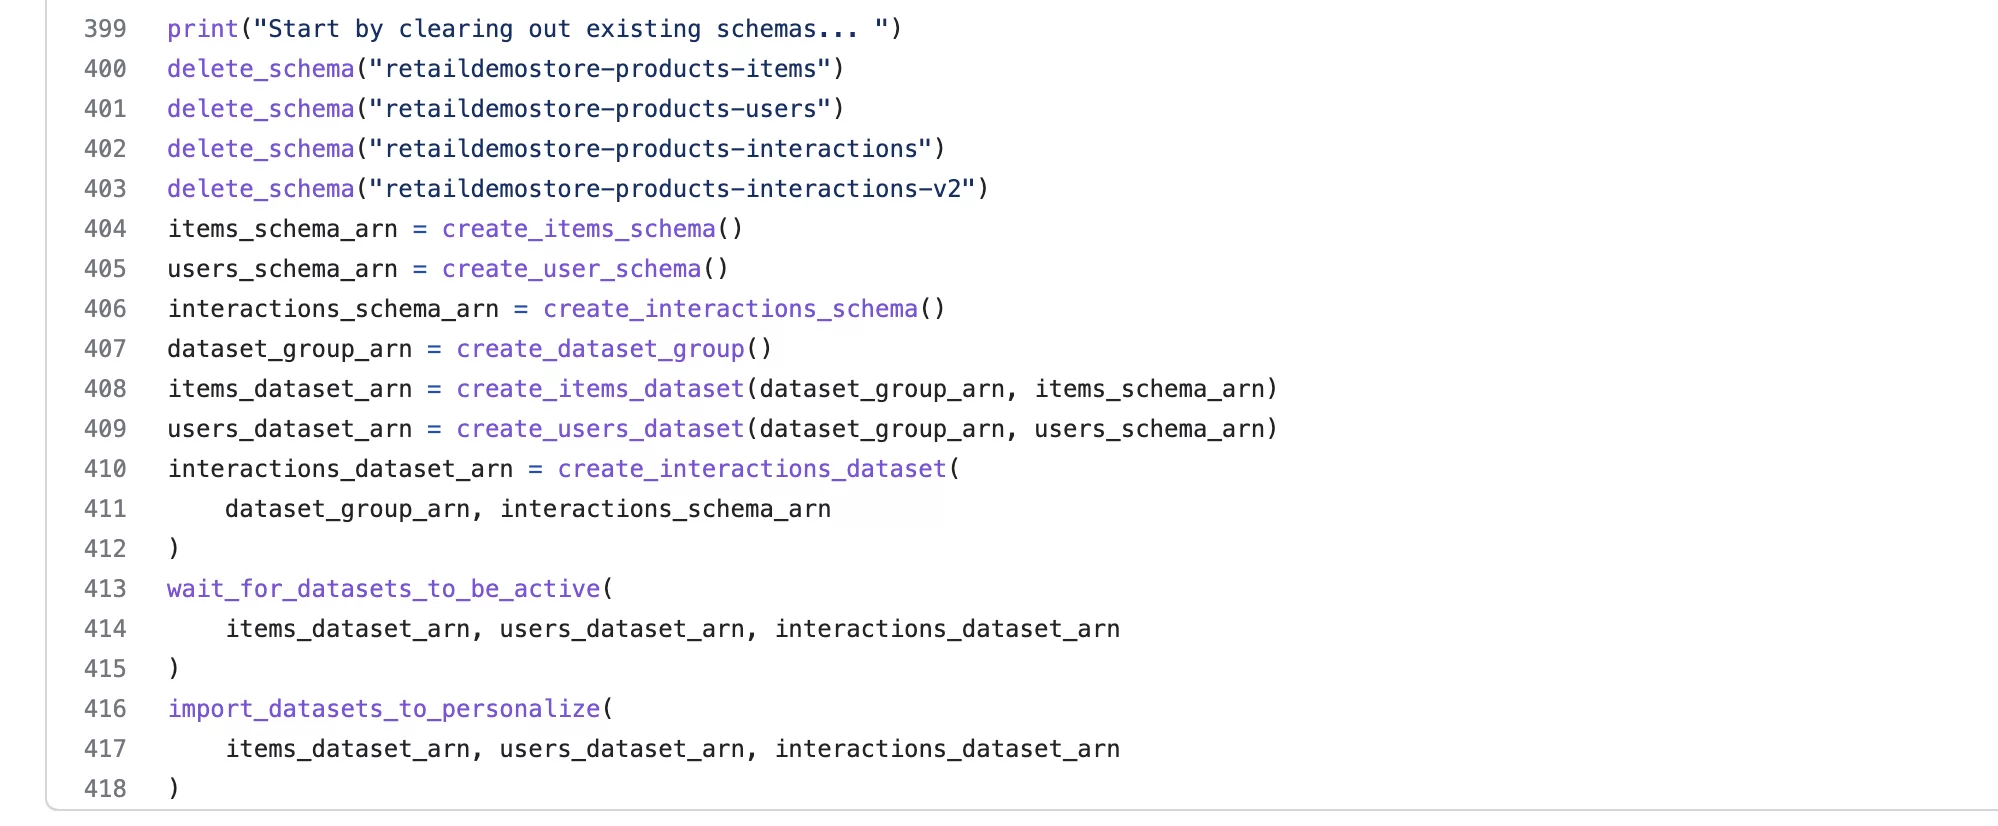 399 print("Start by clearing out existing schemas... ")
400 delete_schema("retaildemostore-products-items")
401 delete_schema("retaildemostore-products-users")
402 delete_schema("retaildemostore-products-interactions")
403 delete_schema("retaildemostore-products-interactions-v2")
404 items_schema_arn = create_items_schema()
405 users_schema_arn = create_user_schema()
406 interactions_schema_arn = create_interactions_schema()
407 dataset_group_arn = create_dataset_group()
408 items_dataset_arn = create_items_dataset(dataset_group_arn, items_schema_arn)
409 users_dataset_arn = create_users_dataset(dataset_group_arn, users_schema_arn)
410 interactions_dataset_arn = create_interactions_dataset(
411     dataset_group_arn, interactions_schema_arn
412 )
413 wait_for_datasets_to_be_active(
414     items_dataset_arn, users_dataset_arn, interactions_dataset_arn
415 )
416 import_datasets_to_personalize(
417     items_dataset_arn, users_dataset_arn, interactions_dataset_arn
418 )